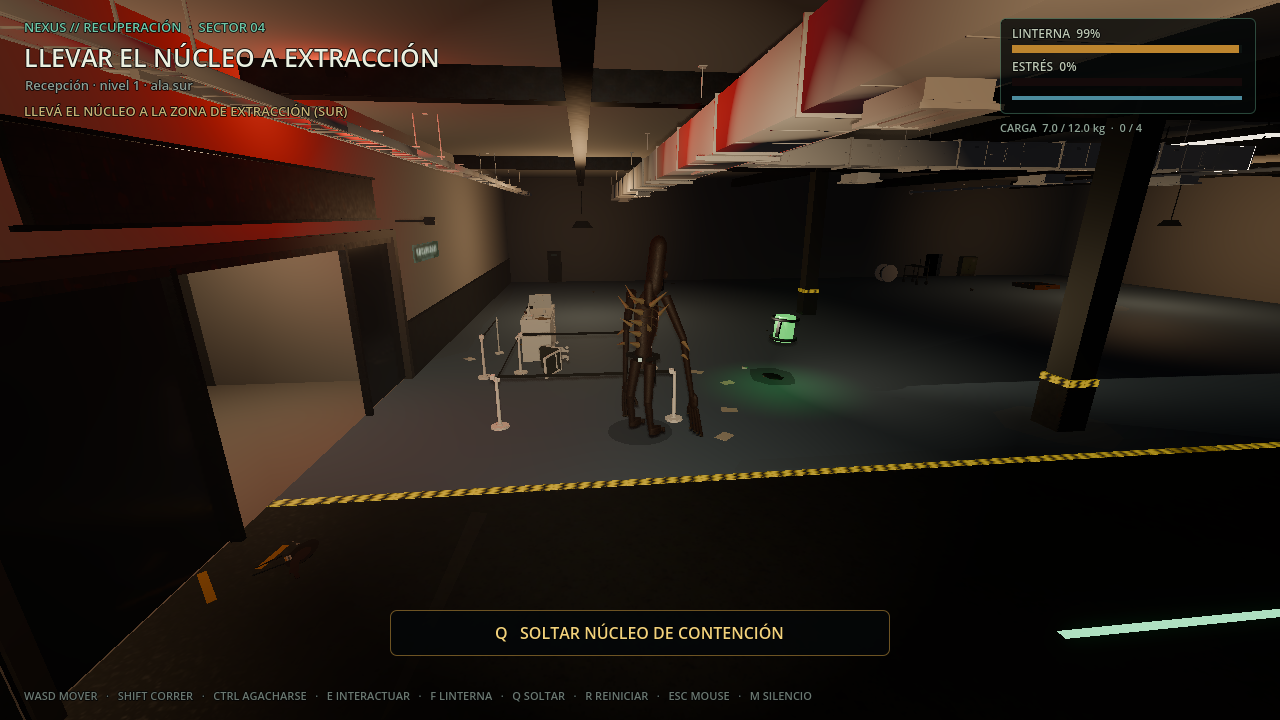 NEXUS // RECUPERACIÓN · SECTOR 04
LLEVAR EL NÚCLEO A EXTRACCIÓN
Recepción · nivel 1 · ala sur
LLEVÁ EL NÚCLEO A LA ZONA DE EXTRACCIÓN (SUR)
LINTERNA 99%
ESTRÉS 0%
CARGA 7.0 / 12.0 kg · 0 / 4
Q SOLTAR NÚCLEO DE CONTENCIÓN
WASD MOVER · SHIFT CORRER · CTRL AGACHARSE · E INTERACTUAR · F LINTERNA · Q SOLTAR · R REINICIAR · ESC MOUSE · M SILENCIO